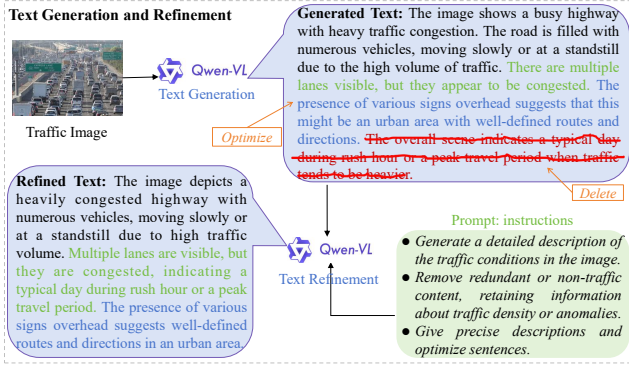 Text Generation and Refinement
Traffic Image
Qwen-VL
Text Generation
Generated Text: The image shows a busy highway
with heavy traffic congestion. The road is filled with
numerous vehicles, moving slowly or at a standstill
due to the high volume of traffic. There are multiple
lanes visible, but they appear to be congested. The
presence of various signs overhead suggests that this
might be an urban area with well-defined routes and
directions. The overall scene indicates a typical day
during rush hour or a peak travel period when traffic
tends to be heavier.
Optimize
Delete
Refined Text: The image depicts a
heavily congested highway with
numerous vehicles, moving slowly or
at a standstill due to high traffic
volume. Multiple lanes are visible, but
they are congested, indicating a
typical day during rush hour or a peak
travel period. The presence of various
signs overhead suggests well-defined
routes and directions in an urban area.
Qwen-VL
Text Refinement
Prompt: instructions
● Generate a detailed description of
the traffic conditions in the image.
● Remove redundant or non-traffic
content, retaining information
about traffic density or anomalies.
● Give precise descriptions and
optimize sentences.